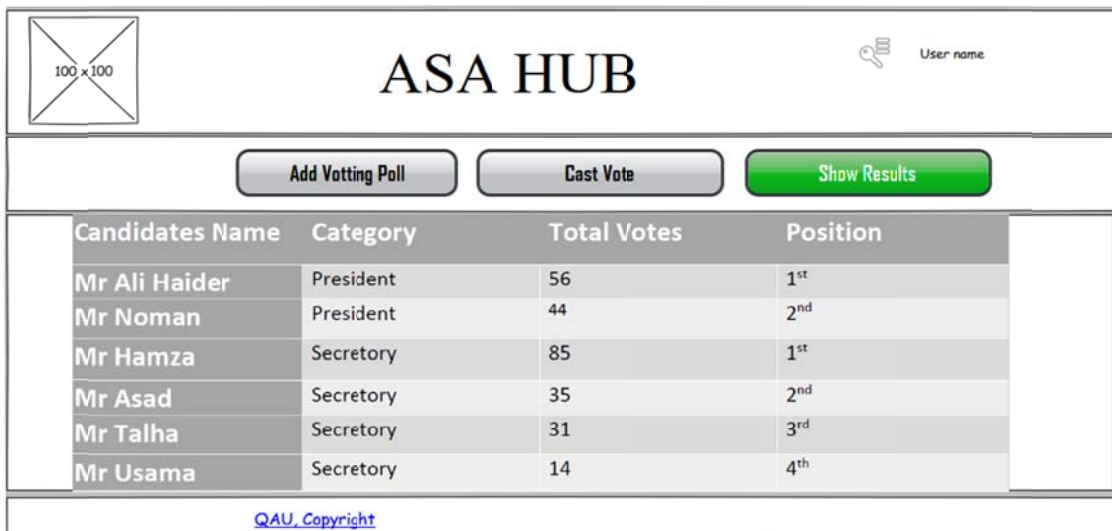 100 x 100
ASA HUB
User name
Add Votting Poll Cast Vote Show Results
Candidates Name Category Total Votes Position
Mr Ali Haider President 56 1st
Mr Noman President 44 2nd
Mr Hamza Secretory 85 1st
Mr Asad Secretory 35 2nd
Mr Talha Secretory 31 3rd
Mr Usama Secretory 14 4th
QAU, Copyright